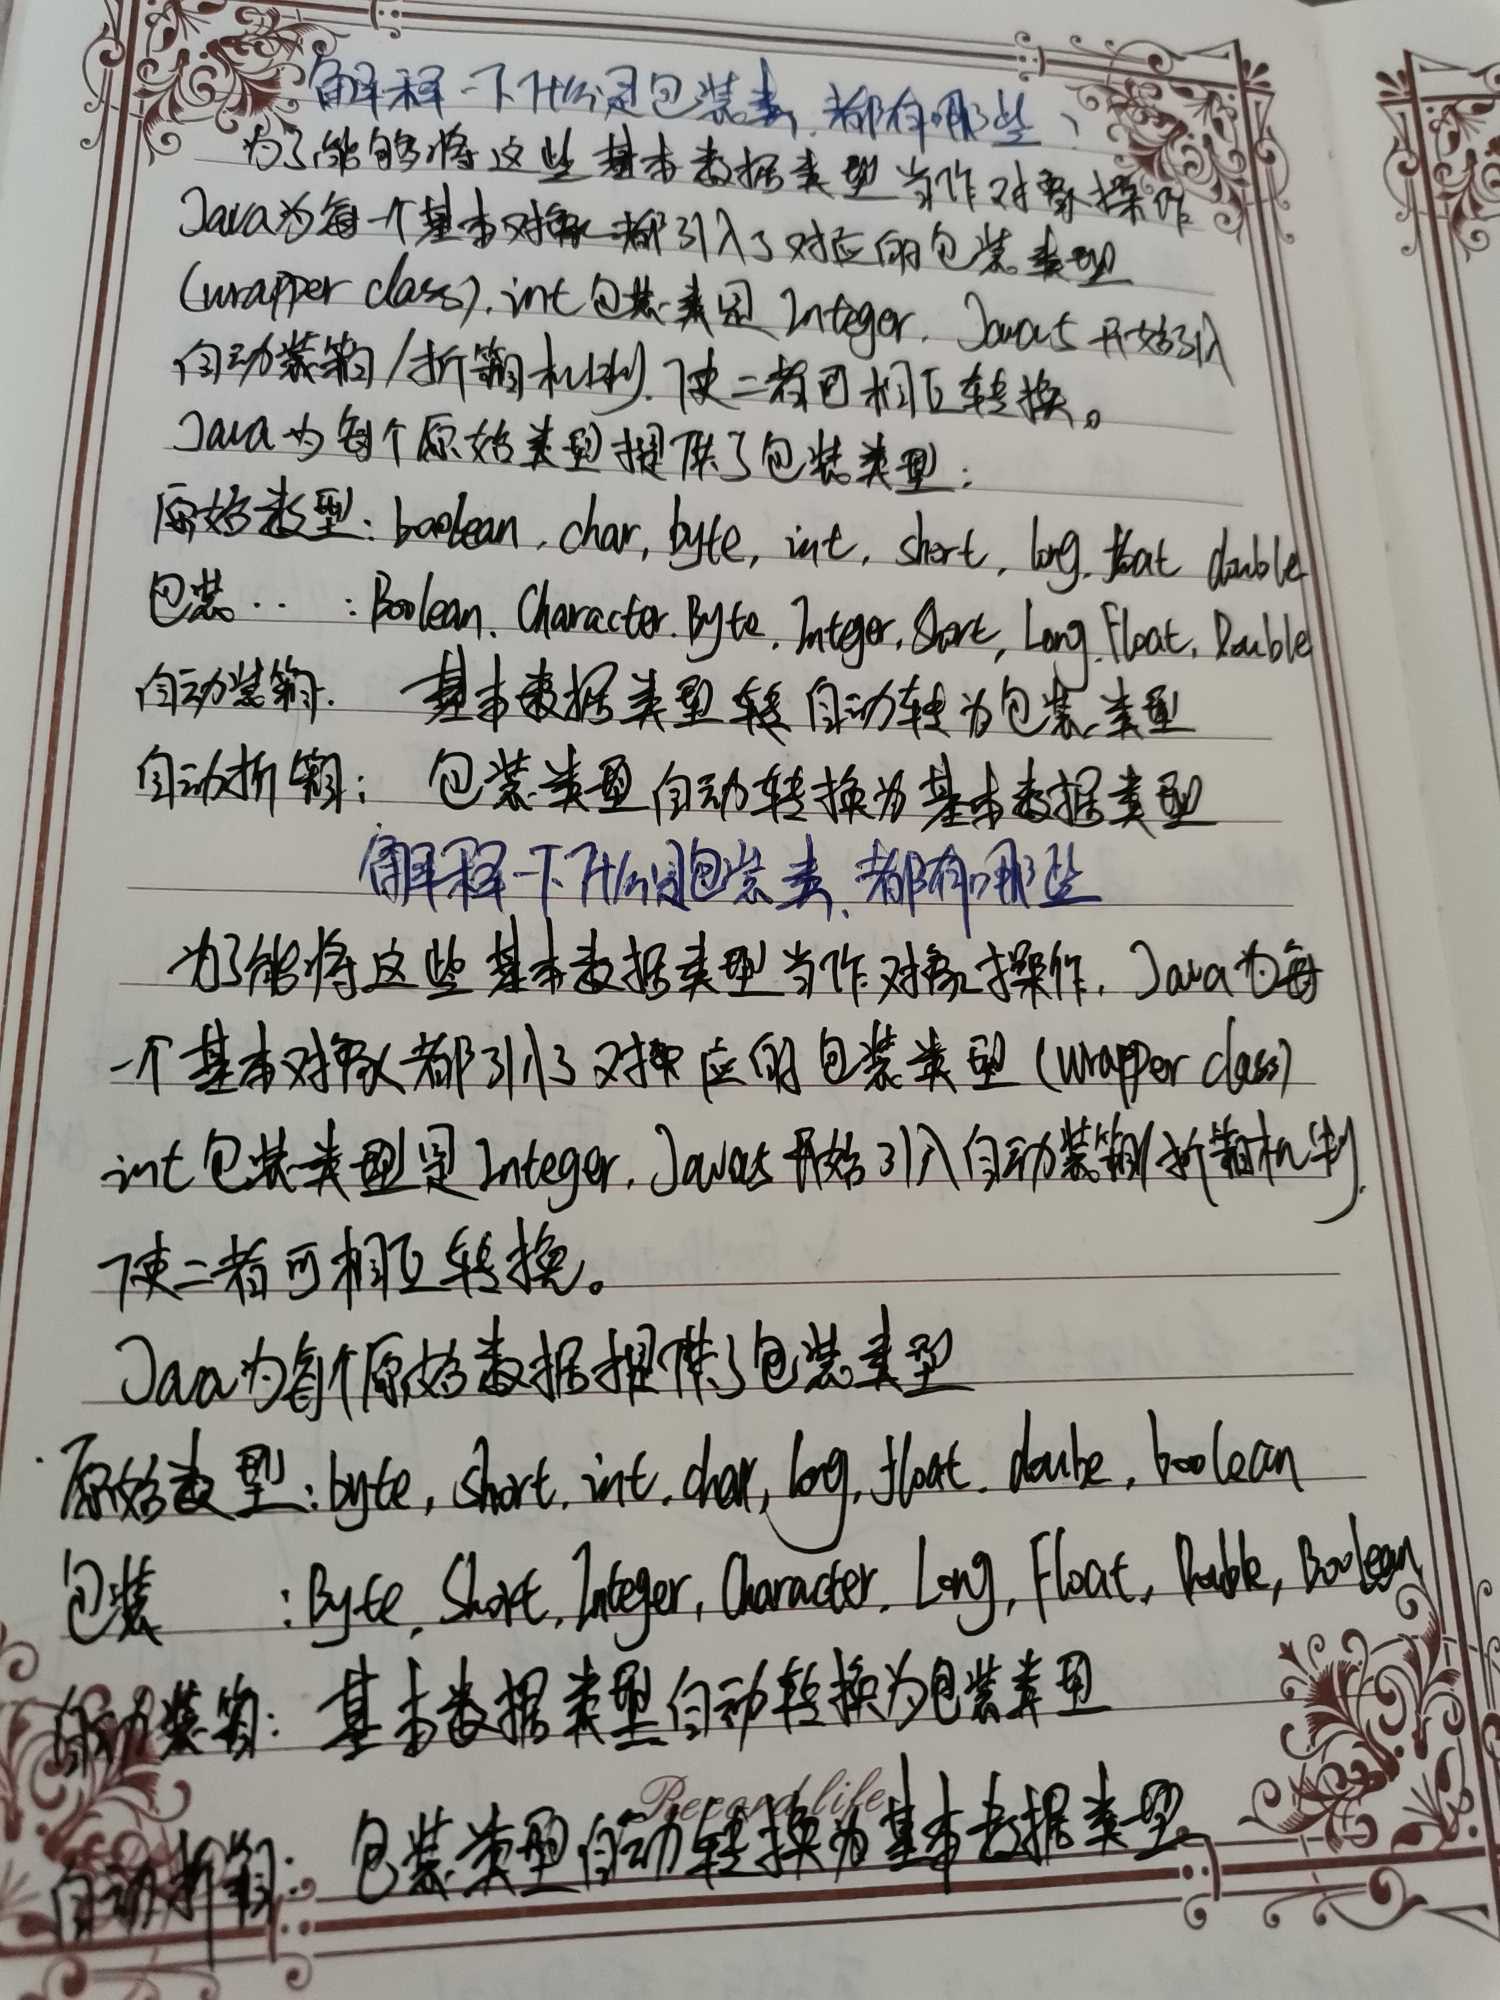 解释一下什么是包装类,都有哪些、
为了能够将这些基本数据类型当作对象操作
Java为每一个基本对象都引入了对应的包装类型
(wrapper class).int包装类是Integer. Java5开始引入
自动装箱/折箱机制.使二者可相互转换。
Java为每个原始类型提供了包装类型:
原始类型:boolean,char,byte,int,short,long,float double
包装‥ :Boolean.Character.Byte.Integer.Short,Long.Float.Double
自动装箱. 基本数据类型转自动转为包装类型
自动折箱: 包装类型自动转换为基本数据类型
解释一下什么是包装类,都有哪些
为了能将这些基本数据类型当作对象操作.Java为每
一个基本对象都引入了对应的包装类型(wrapper class)
int包装类型是Integer.Java5开始引入自动装箱/折箱机制.
使二者可相互转换。
Java为每个原始数据提供了包装类型
原始类型:byte,short.int.char,long,float.double,boolean
包装 :Byte,Short,Integer,Character.Long,Float,Double,Boolean
自动装箱: 基本数据类型自动转换为包装类型
Record life
自动折箱: 包装类型自动转换为基本数据类型